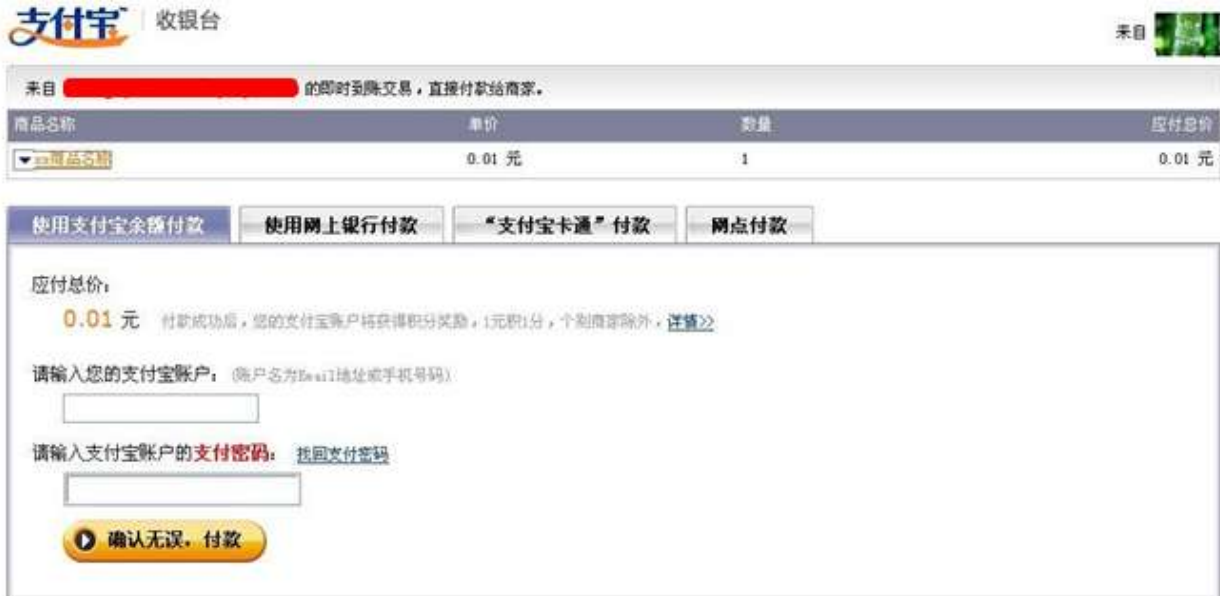 支付宝 收银台
来自
来自 的即时到账交易，直接付款给商家。
商品名称 单价 数量 应付总价
xx商品名称 0.01 元 1 0.01 元
使用支付宝余额付款 使用网上银行付款 “支付宝卡通”付款 网点付款
应付总价：
0.01 元 付款成功后，您的支付宝账户将获得积分奖励，1元积1分，个别商家除外，详情>>
请输入您的支付宝账户：(账户名为Email地址或手机号码)
请输入支付宝账户的支付密码： 找回支付密码
确认无误，付款